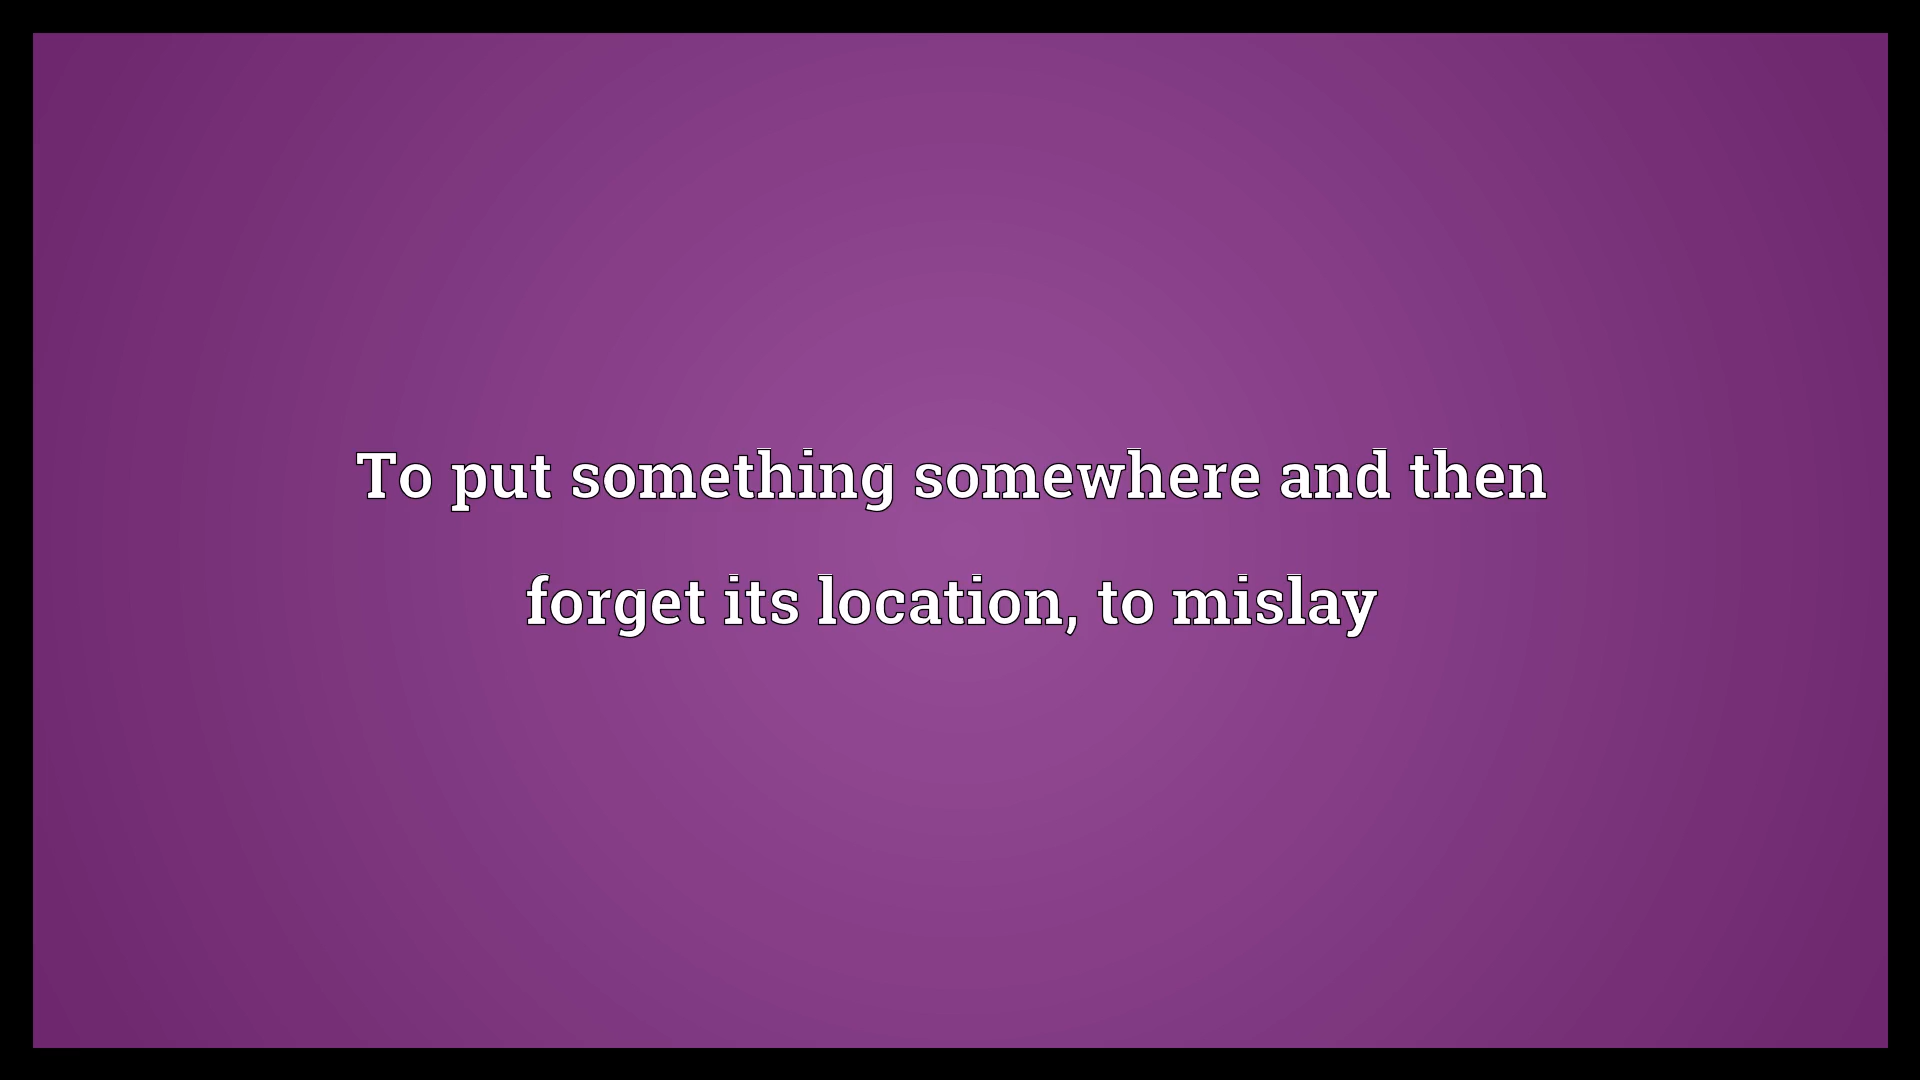 To put something somewhere and then
forget its location, to mislay